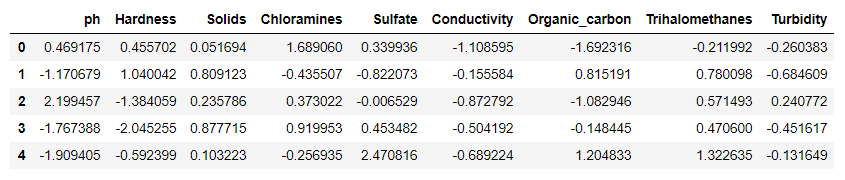 ph Hardness Solids Chloramines Sulfate Conductivity Organic_carbon Trihalomethanes Turbidity
0 0.469175 0.455702 0.051694 1.689060 0.339936 -1.108595 -1.692316 -0.211992 -0.260383
1 -1.170679 1.040042 0.809123 -0.435507 -0.822073 -0.155584 0.815191 0.780098 -0.684609
2 2.199457 -1.384059 0.235786 0.373022 -0.006529 -0.872792 -1.082946 0.571493 0.240772
3 -1.767388 -2.045255 0.877715 0.919953 0.453482 -0.504192 -0.148445 0.470600 -0.451617
4 -1.909405 -0.592399 0.103223 -0.256935 2.470816 -0.689224 1.204833 1.322635 -0.131649